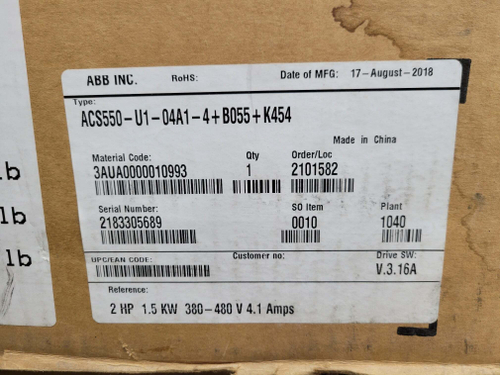 ABB INC. RoHS: Date of MFG: 17-August-2018
Type:
ACS550-U1-04A1-4+B055+K454
Made in China
Material Code: Qty Order/Loc
3AUA0000010993 1 2101582
Serial Number: SO Item Plant
2183305689 0010 1040
UPC/EAN CODE: Customer no: Drive SW:
V.3.16A
Reference:
2 HP 1.5 KW 380-480 V 4.1 Amps
lb
lb
lb